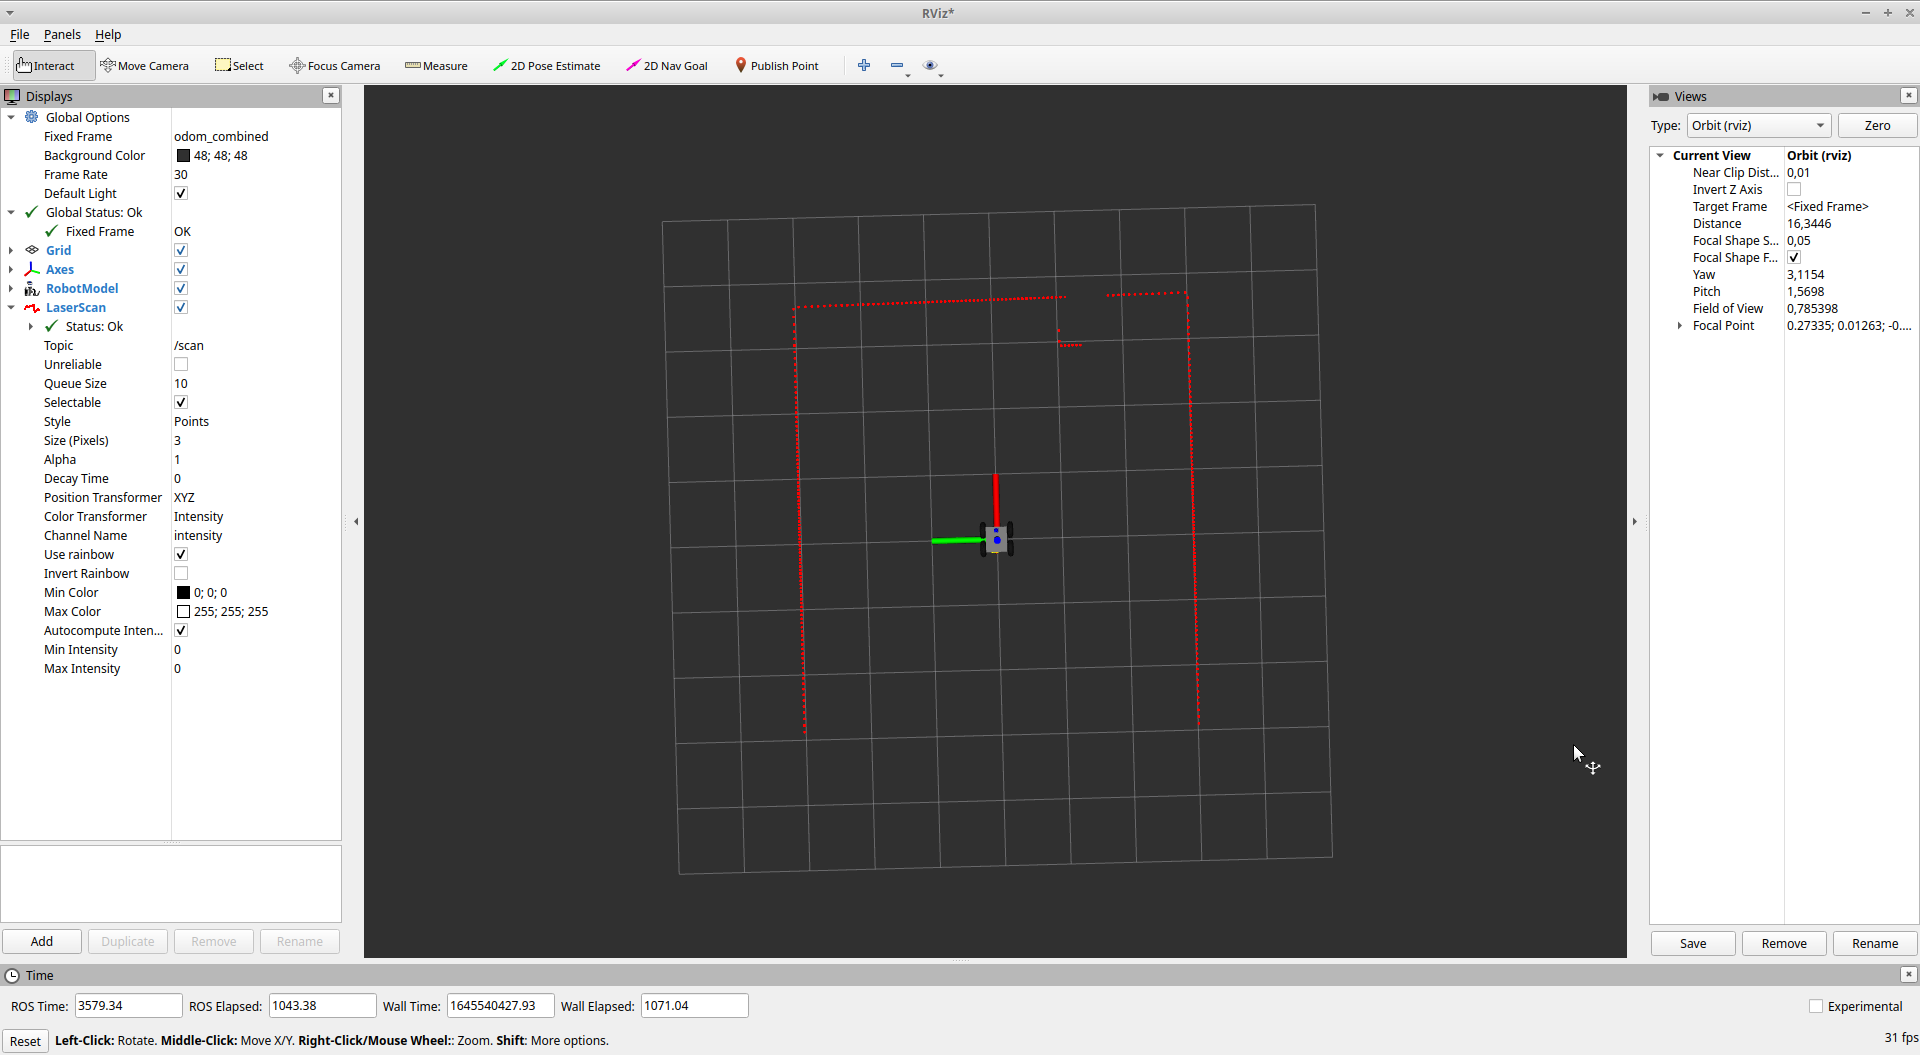 RViz*
File Panels Help
Interact Move Camera Select Focus Camera Measure 2D Pose Estimate 2D Nav Goal Publish Point
Displays
Global Options
Fixed Frame odom_combined
Background Color 48; 48; 48
Frame Rate 30
Default Light
Global Status: Ok
Fixed Frame OK
Grid
Axes
RobotModel
LaserScan
Status: Ok
Topic /scan
Unreliable
Queue Size 10
Selectable
Style Points
Size (Pixels) 3
Alpha 1
Decay Time 0
Position Transformer XYZ
Color Transformer Intensity
Channel Name intensity
Use rainbow
Invert Rainbow
Min Color 0; 0; 0
Max Color 255; 255; 255
Autocompute Inten...
Min Intensity 0
Max Intensity 0
Add Duplicate Remove Rename
Views
Type: Orbit (rviz) Zero
Current View Orbit (rviz)
Near Clip Dist... 0,01
Invert Z Axis
Target Frame <Fixed Frame>
Distance 16,3446
Focal Shape S... 0,05
Focal Shape F...
Yaw 3,1154
Pitch 1,5698
Field of View 0,785398
Focal Point 0.27335; 0.01263; -0....
Save Remove Rename
Time
ROS Time: 3579.34 ROS Elapsed: 1043.38 Wall Time: 1645540427.93 Wall Elapsed: 1071.04 Experimental
Reset Left-Click: Rotate. Middle-Click: Move X/Y. Right-Click/Mouse Wheel:: Zoom. Shift: More options. 31 fps